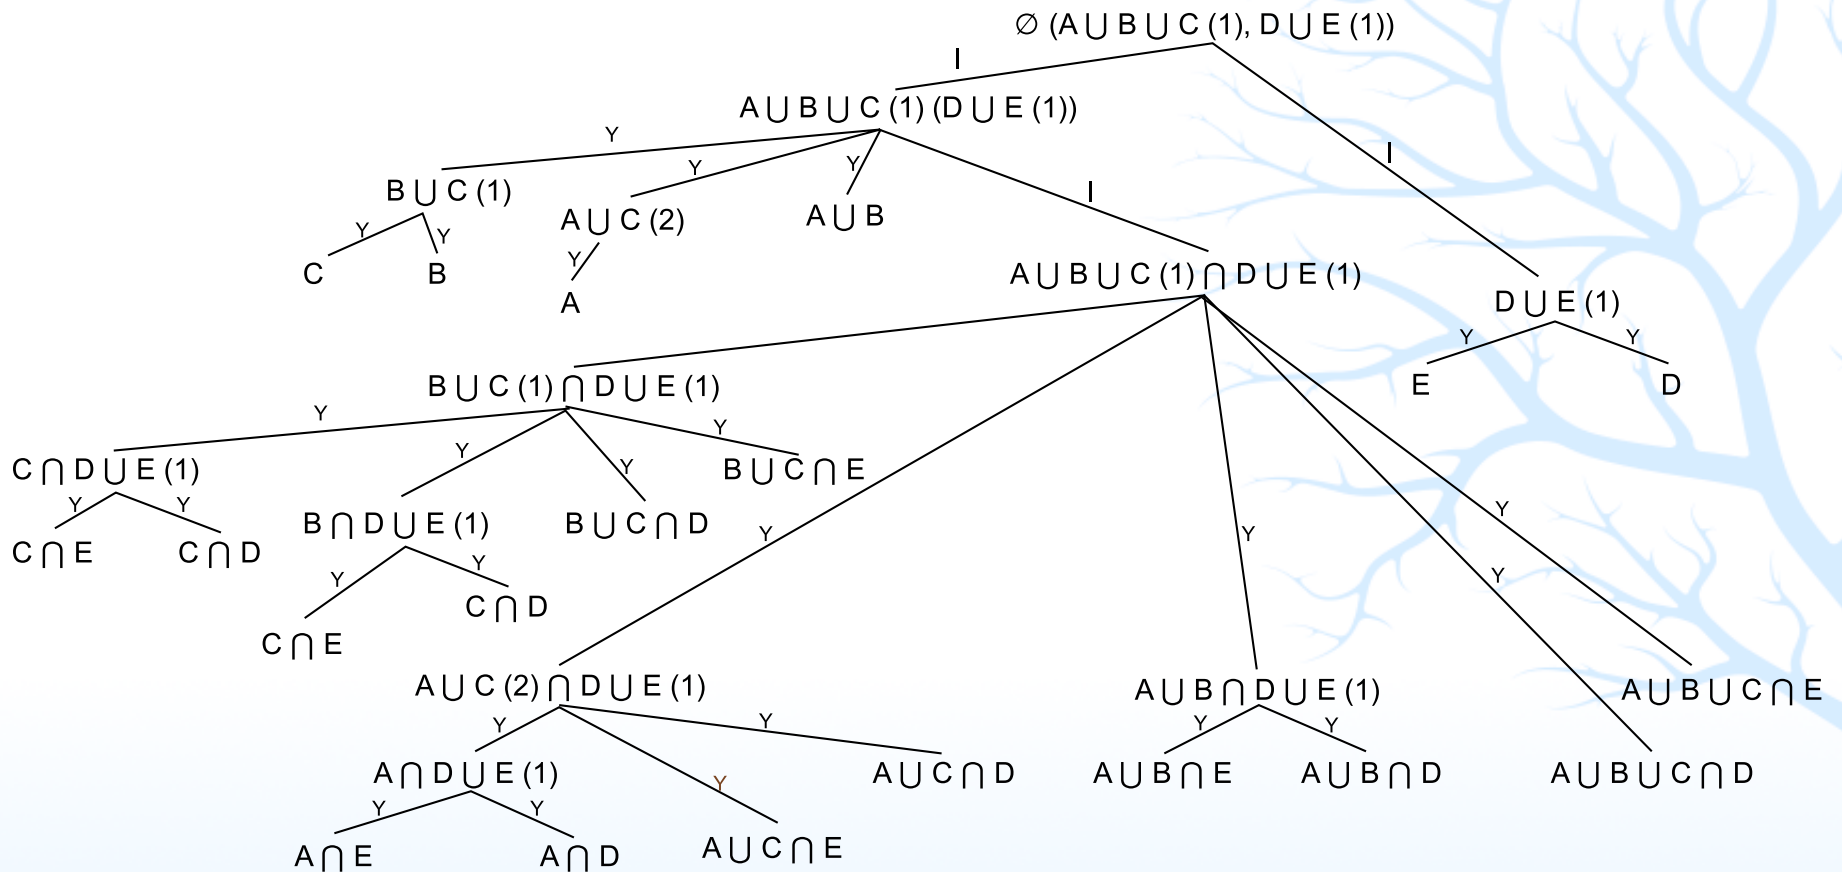 ∅ (A ⋃ B ⋃ C (1), D ⋃ E (1))
I
A ⋃ B ⋃ C (1) (D ⋃ E (1))
Y
Y
Y
I
I
B ⋃ C (1)
A ⋃ C (2)
A ⋃ B
Y
Y
Y
C
B
A
A ⋃ B ⋃ C (1) ⋂ D ⋃ E (1)
D ⋃ E (1)
Y
Y
E
D
B ⋃ C (1) ⋂ D ⋃ E (1)
Y
Y
Y
Y
C ⋂ D ⋃ E (1)
B ⋃ C ⋂ E
Y
Y
B ⋂ D ⋃ E (1)
B ⋃ C ⋂ D
Y
Y
Y
Y
C ⋂ E
C ⋂ D
Y
Y
C ⋂ D
C ⋂ E
A ⋃ C (2) ⋂ D ⋃ E (1)
A ⋃ B ⋂ D ⋃ E (1)
A ⋃ B ⋃ C ⋂ E
Y
Y
Y
Y
Y
A ⋂ D ⋃ E (1)
A ⋃ C ⋂ D
A ⋃ B ⋂ E
A ⋃ B ⋂ D
A ⋃ B ⋃ C ⋂ D
Y
Y
A ⋂ E
A ⋂ D
A ⋃ C ⋂ E